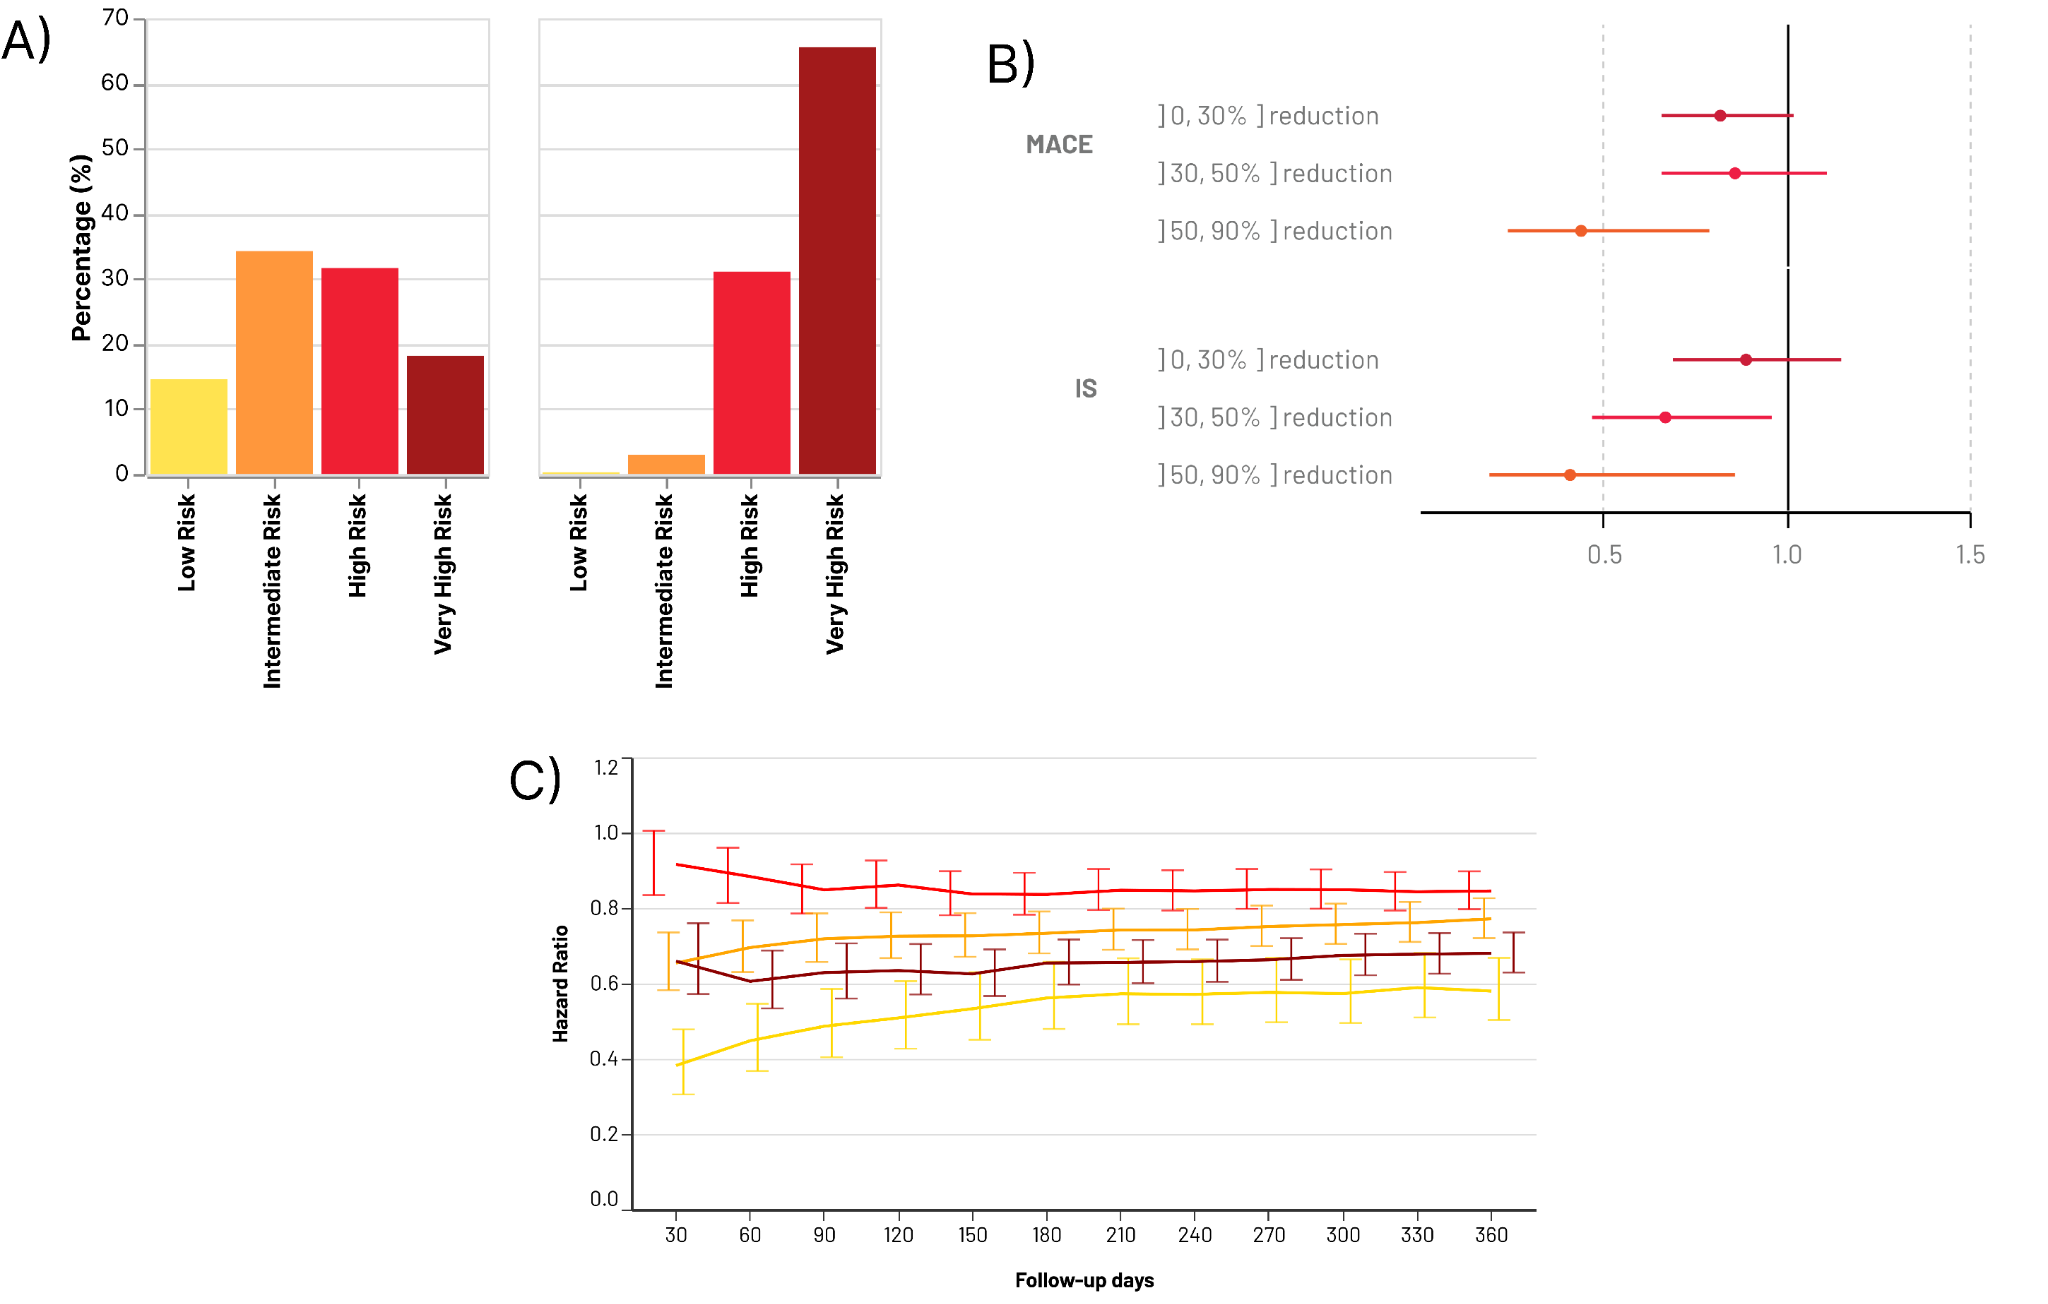 A)
Percentage (%)
70
60
50
40
30
20
10
0
Low Risk
Intermediate Risk
High Risk
Very High Risk
Low Risk
Intermediate Risk
High Risk
Very High Risk
B)
MACE
]0, 30% ] reduction
]30, 50% ] reduction
]50, 90% ] reduction
IS
]0, 30% ] reduction
]30, 50% ] reduction
]50, 90% ] reduction
0.5 1.0 1.5
C)
Hazard Ratio
1.2
1.0
0.8
0.6
0.4
0.2
0.0
30 60 90 120 150 180 210 240 270 300 330 360
Follow-up days